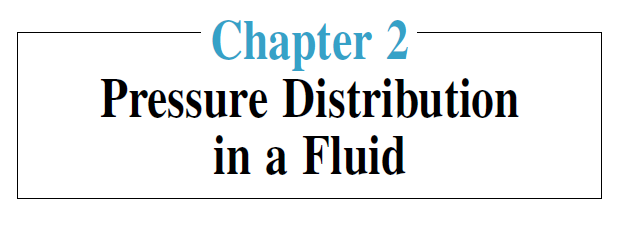 Chapter 2
Pressure Distribution
in a Fluid